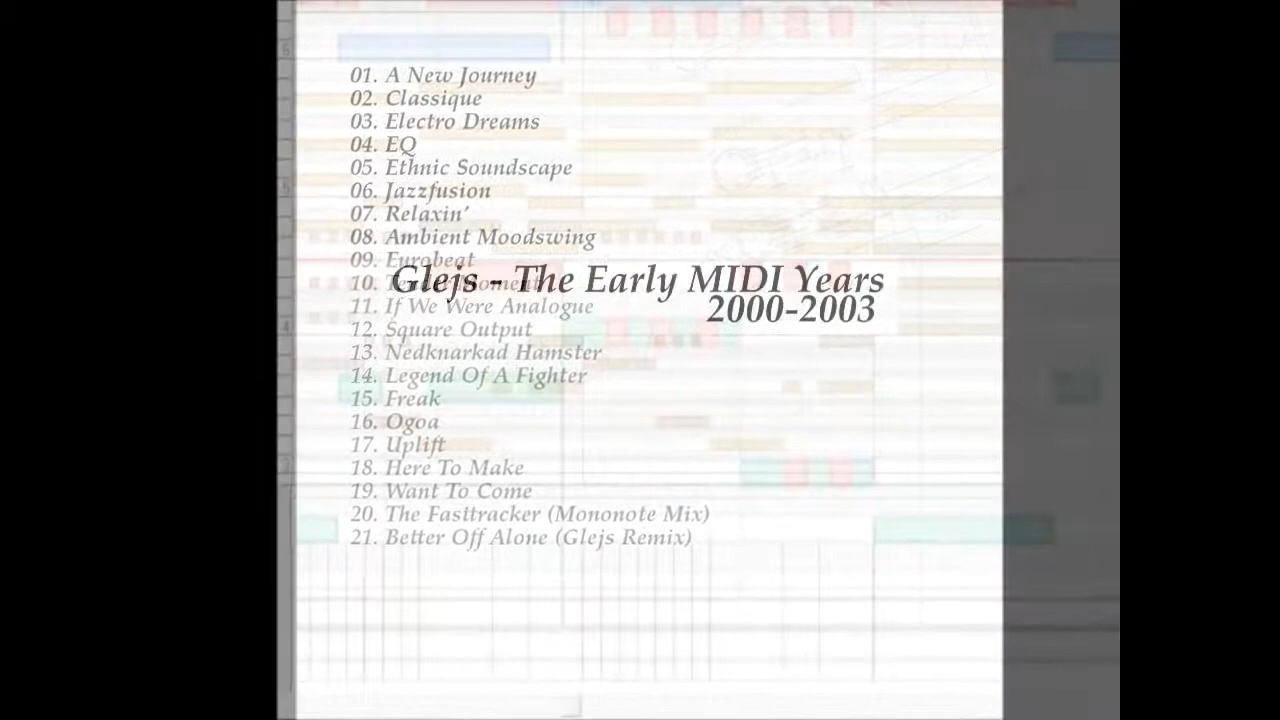 01. A New Journey
02. Classique
03. Electro Dreams
04. EQ
05. Ethnic Soundscape
06. Jazzfusion
07. Relaxin'
08. Ambient Moodswing
09. Eurobeat
Glejs - The Early MIDI Years
2000-2003
10. Tender Moment
11. If We Were Analogue
12. Square Output
13. Nedknarkad Hamster
14. Legend Of A Fighter
15. Freak
16. Ogoa
17. Uplift
18. Here To Make
19. Want To Come
20. The Fasttracker (Mononote Mix)
21. Better Off Alone (Glejs Remix)